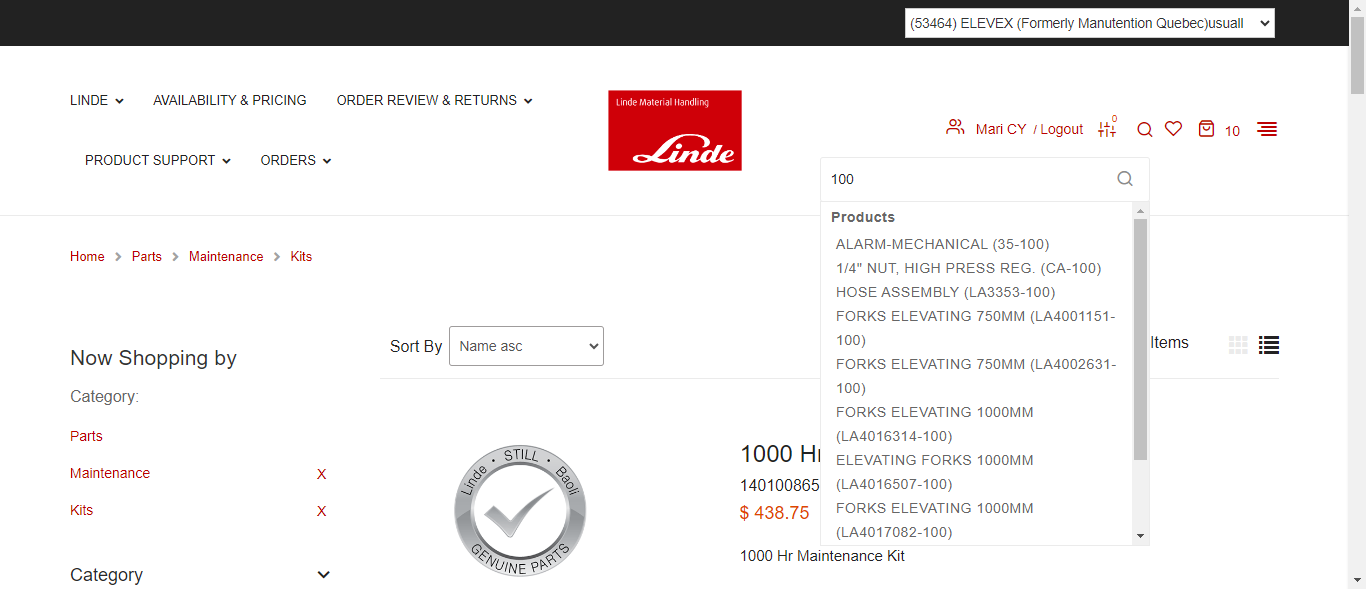 (53464) ELEVEX (Formerly Manutention Quebec)usuall
LINDE
AVAILABILITY & PRICING
ORDER REVIEW & RETURNS
PRODUCT SUPPORT
ORDERS
Linde Material Handling
Linde
Mari CY / Logout
0
10
100
Products
ALARM-MECHANICAL (35-100)
1/4" NUT, HIGH PRESS REG. (CA-100)
HOSE ASSEMBLY (LA3353-100)
FORKS ELEVATING 750MM (LA4001151-
100)
FORKS ELEVATING 750MM (LA4002631-
100)
FORKS ELEVATING 1000MM
(LA4016314-100)
ELEVATING FORKS 1000MM
(LA4016507-100)
FORKS ELEVATING 1000MM
(LA4017082-100)
Home > Parts > Maintenance > Kits
Now Shopping by
Category:
Parts
Maintenance X
Kits X
Category
Sort By Name asc
Items
Linde • STILL • Baoli
GENUINE PARTS
1000 H
140100865
$ 438.75
1000 Hr Maintenance Kit